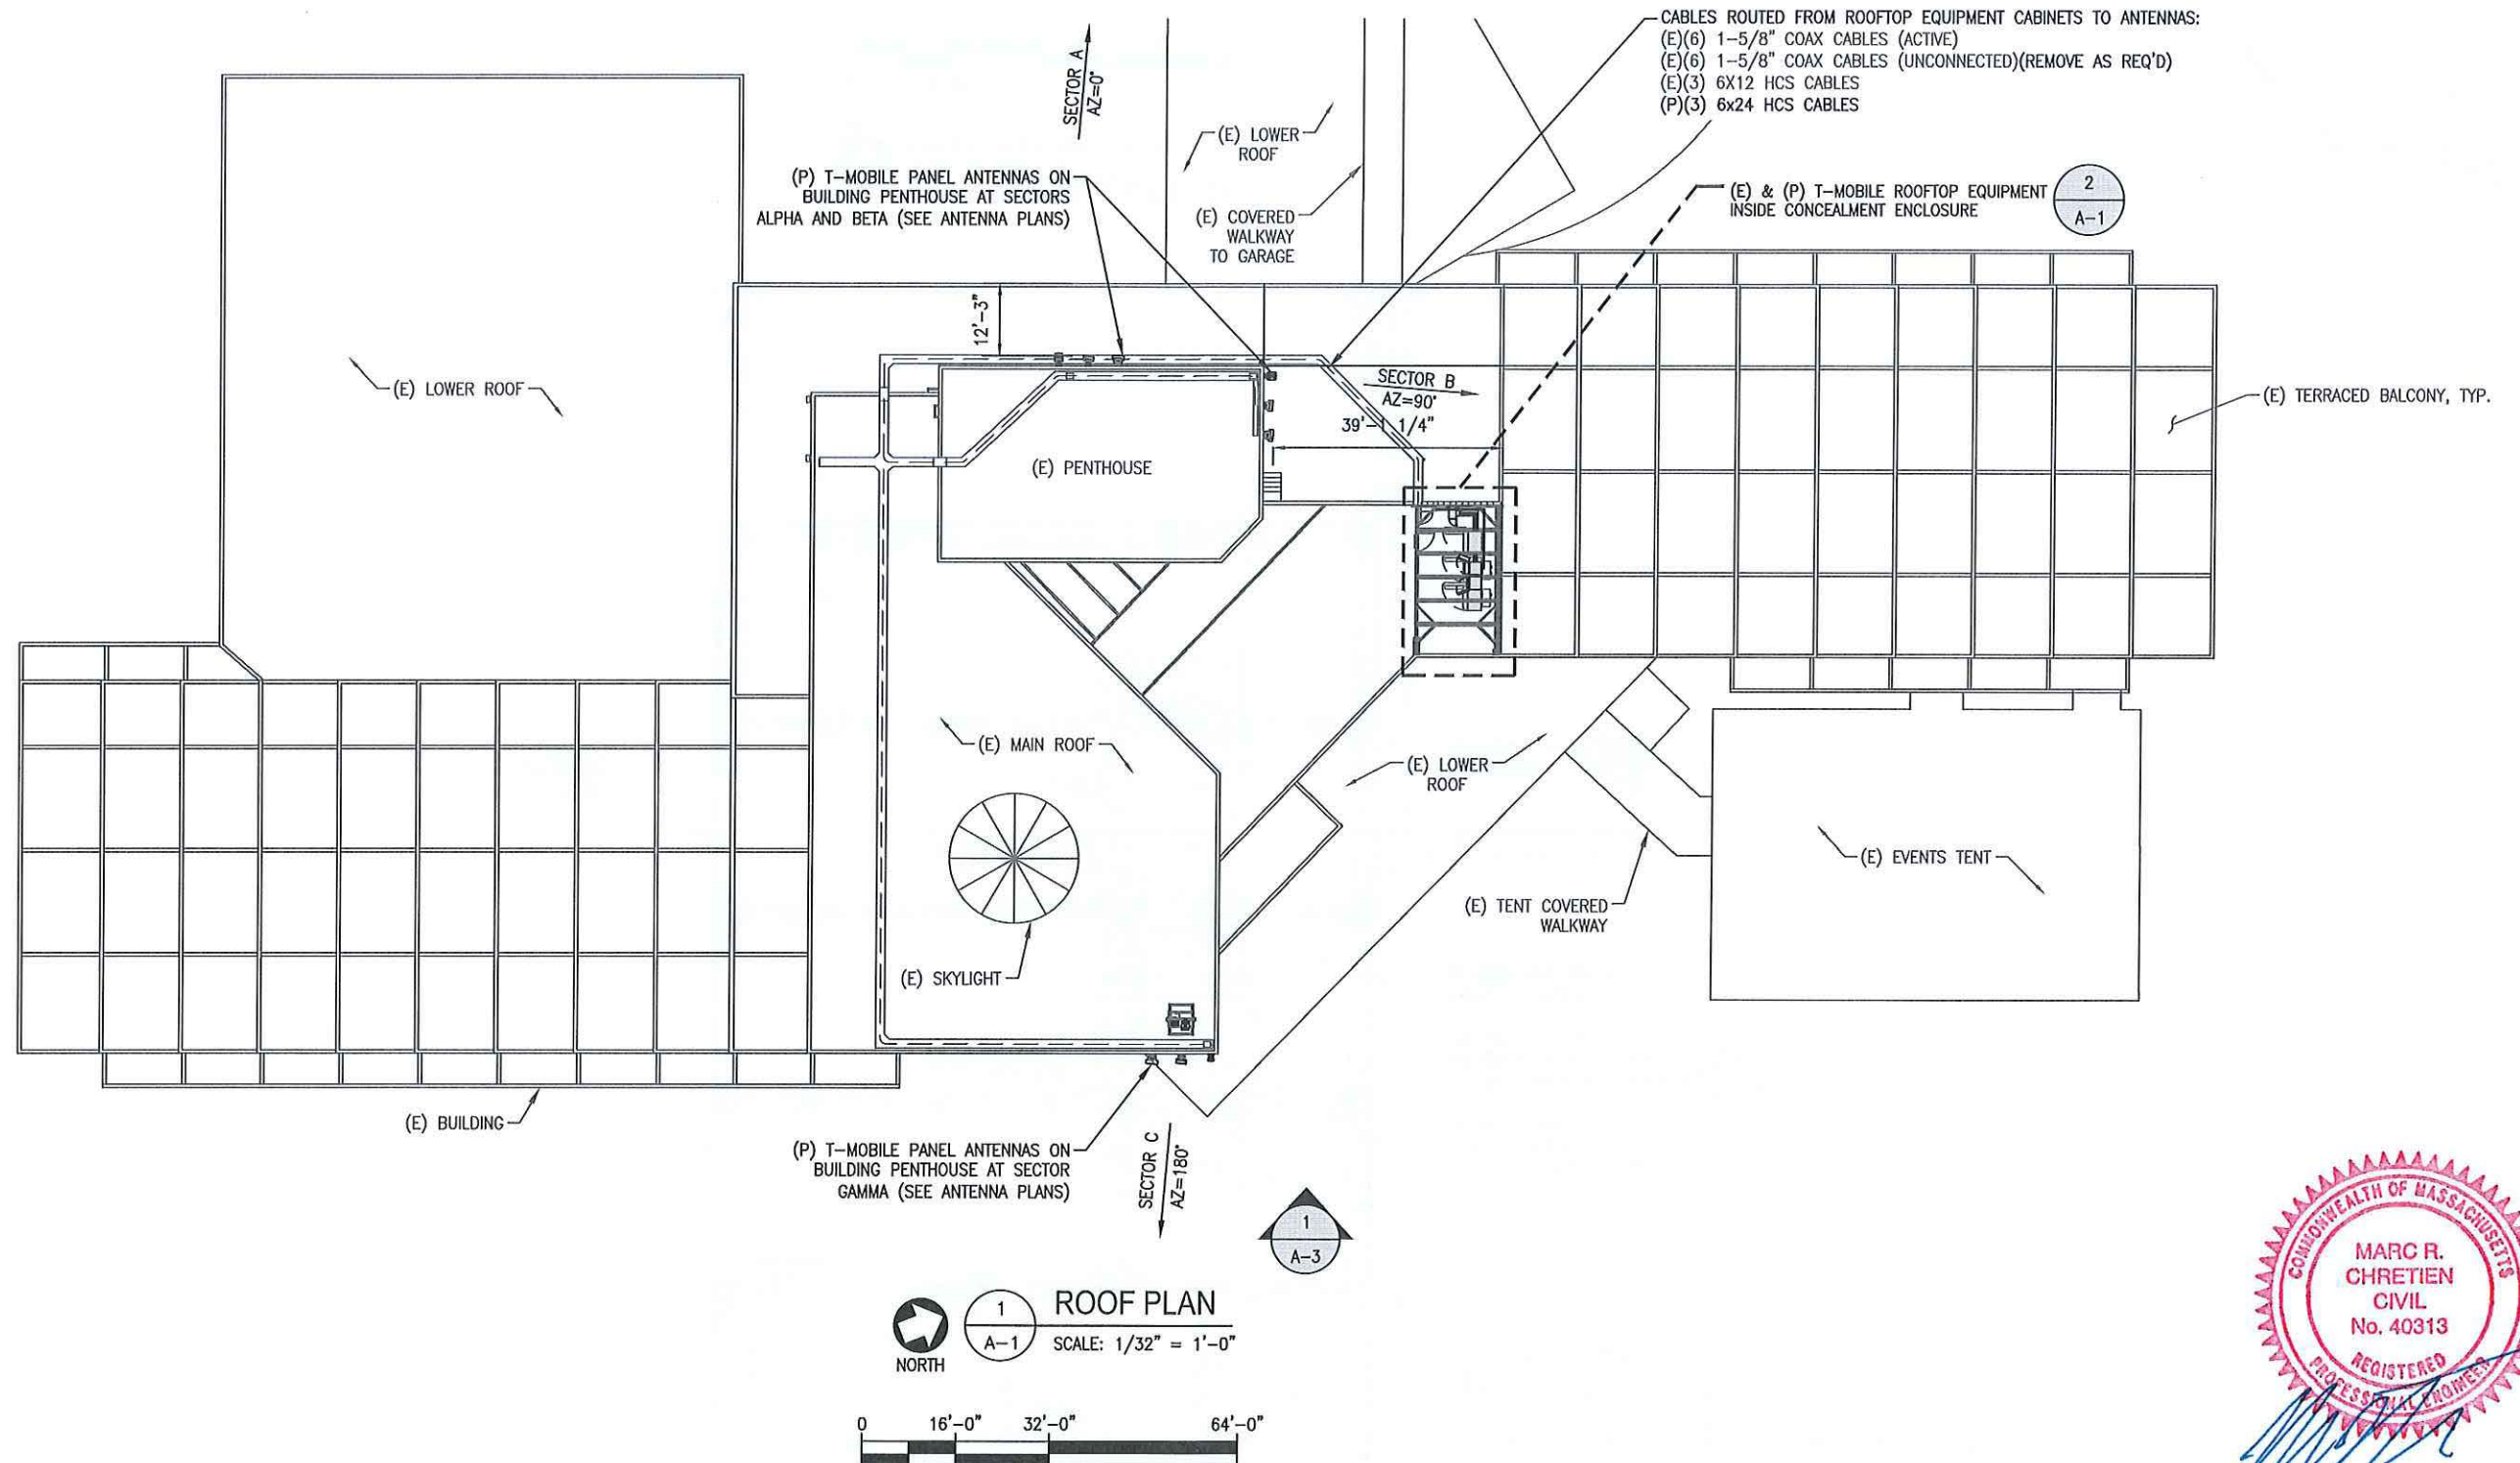 CABLES ROUTED FROM ROOFTOP EQUIPMENT CABINETS TO ANTENNAS:
(E)(6) 1-5/8" COAX CABLES (ACTIVE)
(E)(6) 1-5/8" COAX CABLES (UNCONNECTED)(REMOVE AS REQ'D)
(E)(3) 6X12 HCS CABLES
(P)(3) 6x24 HCS CABLES
SECTOR A
AZ=0°
(E) LOWER
ROOF
(P) T-MOBILE PANEL ANTENNAS ON
BUILDING PENTHOUSE AT SECTORS
ALPHA AND BETA (SEE ANTENNA PLANS)
(E) COVERED
WALKWAY
TO GARAGE
(E) & (P) T-MOBILE ROOFTOP EQUIPMENT
INSIDE CONCEALMENT ENCLOSURE
2
A-1
12'-3"
(E) LOWER ROOF
SECTOR B
AZ=90°
39'-1 1/4"
(E) TERRACED BALCONY, TYP.
(E) PENTHOUSE
(E) MAIN ROOF
(E) LOWER
ROOF
(E) EVENTS TENT
(E) TENT COVERED
WALKWAY
(E) SKYLIGHT
(E) BUILDING
(P) T-MOBILE PANEL ANTENNAS ON
BUILDING PENTHOUSE AT SECTOR
GAMMA (SEE ANTENNA PLANS)
SECTOR C
AZ=180°
1
A-3
NORTH
1
A-1
ROOF PLAN
SCALE: 1/32" = 1'-0"
0 16'-0" 32'-0" 64'-0"
COMMONWEALTH OF MASSACHUSETTS
MARC R.
CHRETIEN
CIVIL
No. 40313
REGISTERED
PROFESSIONAL ENGINEER